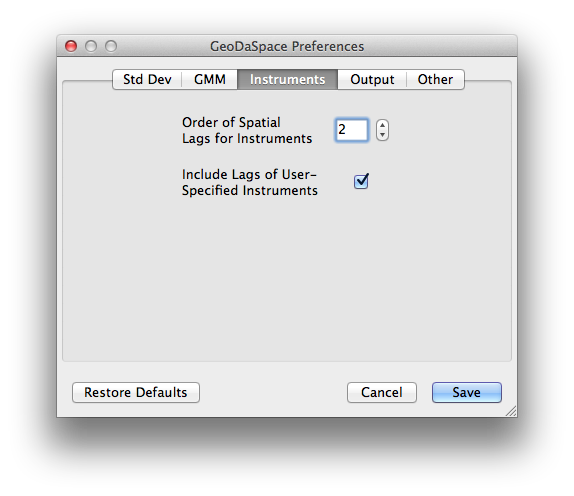 GeoDaSpace Preferences
Std Dev GMM Instruments Output Other
Order of Spatial
Lags for Instruments
2
Include Lags of User-
Specified Instruments
Restore Defaults Cancel Save